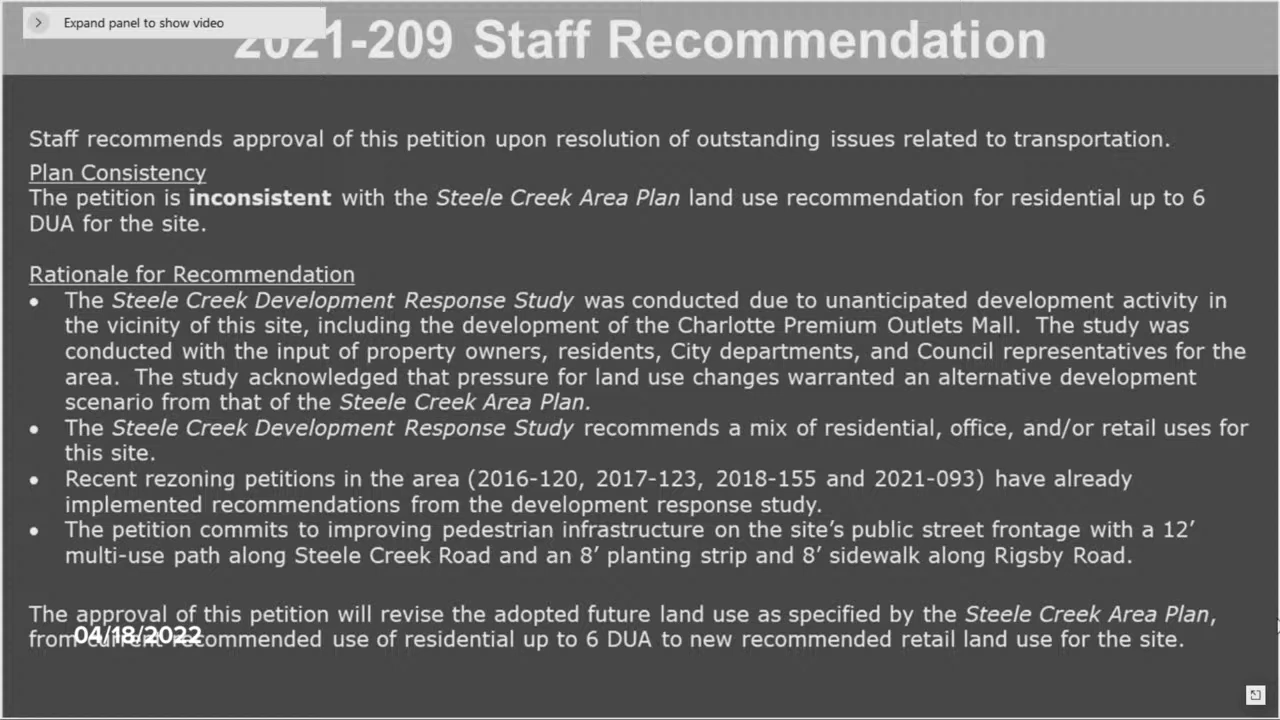 Expand panel to show video
2021-209 Staff Recommendation
Staff recommends approval of this petition upon resolution of outstanding issues related to transportation.
Plan Consistency
The petition is inconsistent with the Steele Creek Area Plan land use recommendation for residential up to 6
DUA for the site.
Rationale for Recommendation
• The Steele Creek Development Response Study was conducted due to unanticipated development activity in
the vicinity of this site, including the development of the Charlotte Premium Outlets Mall. The study was
conducted with the input of property owners, residents, City departments, and Council representatives for the
area. The study acknowledged that pressure for land use changes warranted an alternative development
scenario from that of the Steele Creek Area Plan.
• The Steele Creek Development Response Study recommends a mix of residential, office, and/or retail uses for
this site.
• Recent rezoning petitions in the area (2016-120, 2017-123, 2018-155 and 2021-093) have already
implemented recommendations from the development response study.
• The petition commits to improving pedestrian infrastructure on the site's public street frontage with a 12'
multi-use path along Steele Creek Road and an 8' planting strip and 8' sidewalk along Rigsby Road.
The approval of this petition will revise the adopted future land use as specified by the Steele Creek Area Plan,
04/18/2022
from current recommended use of residential up to 6 DUA to new recommended retail land use for the site.